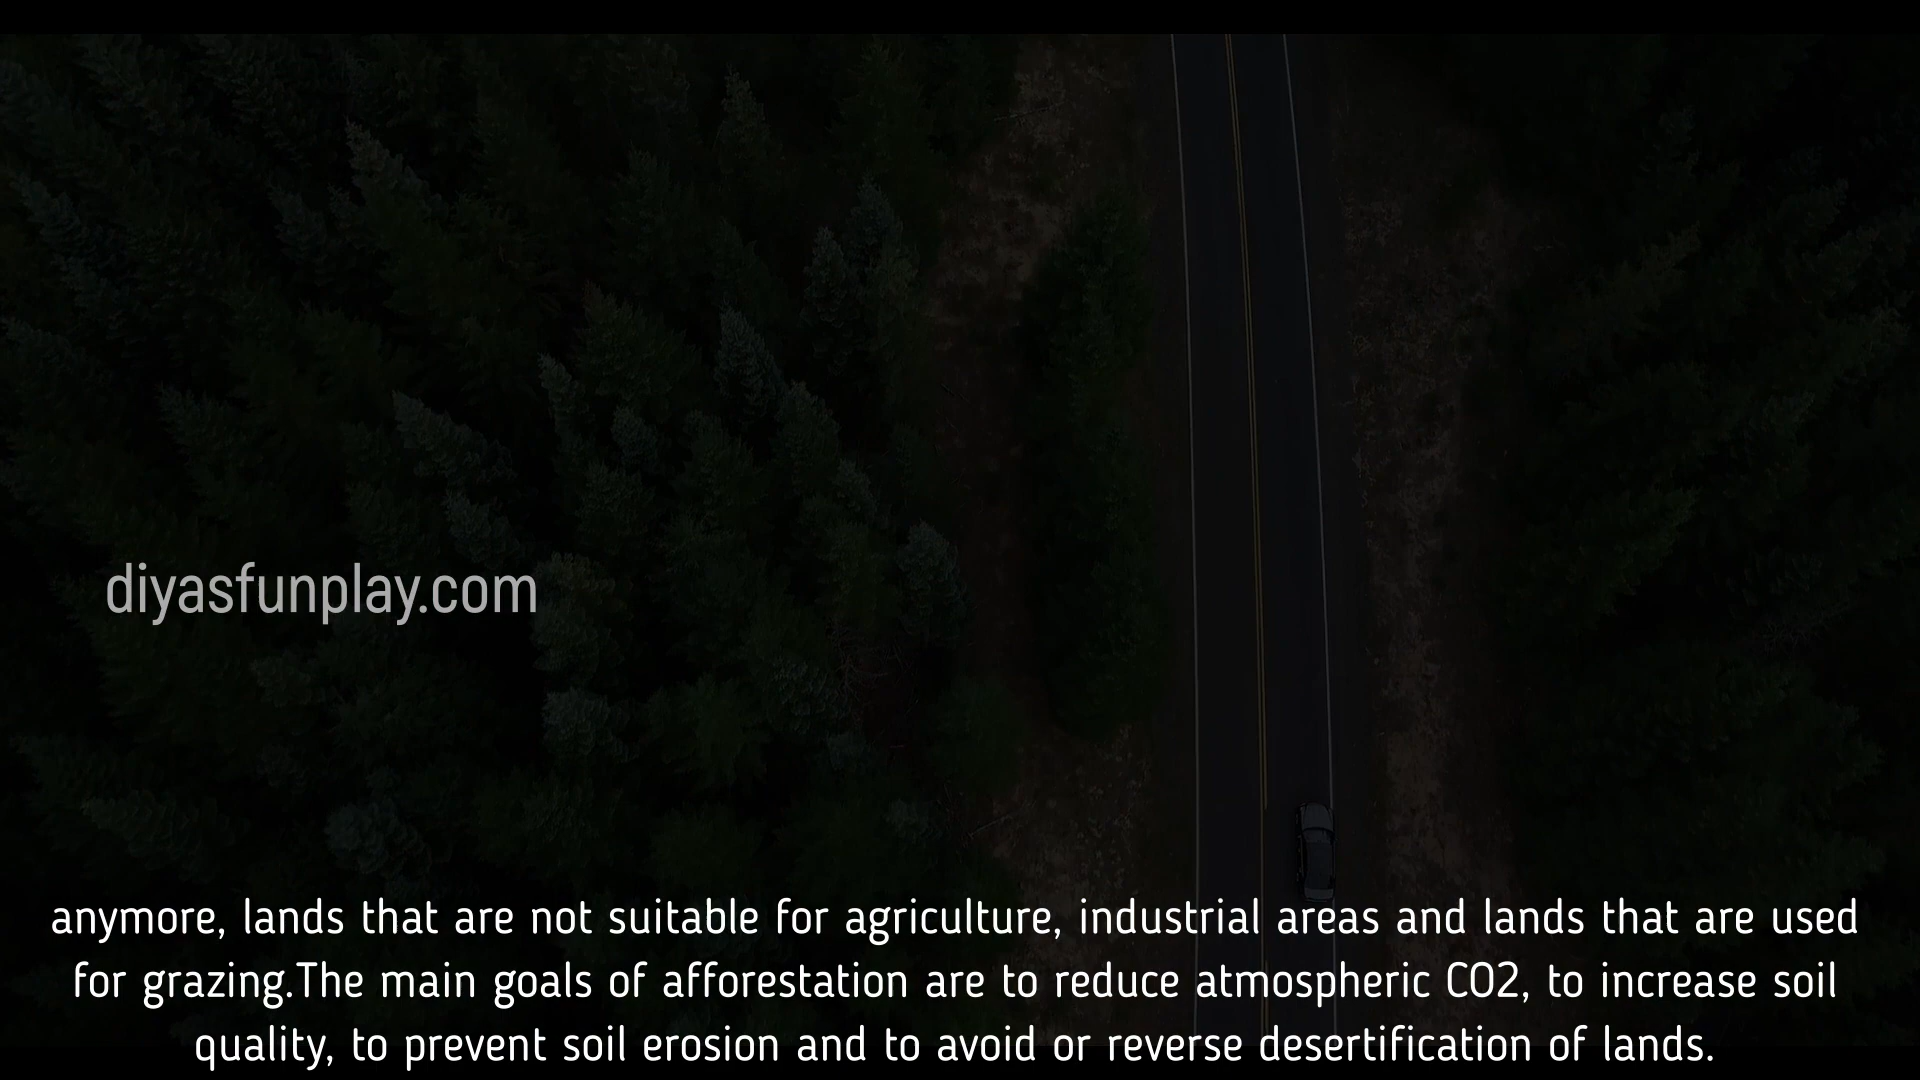 diyasfunplay.com
anymore, lands that are not suitable for agriculture, industrial areas and lands that are used
for grazing.The main goals of afforestation are to reduce atmospheric CO2, to increase soil
quality, to prevent soil erosion and to avoid or reverse desertification of lands.